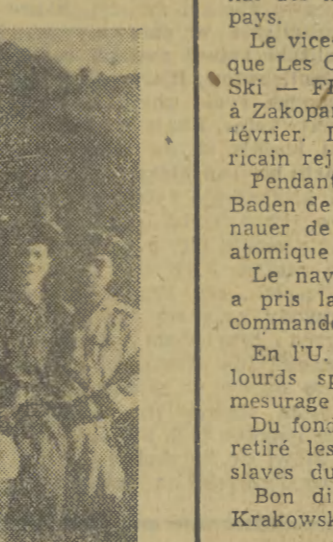 pays.
Le vice
que Les
Ski —
à Zakopa
février.
ricain rej
Pendant
Baden de
nauer de
atomique
Le nav
a pris la
commande
En l'U.
lourds sp
mesurage
Du fond
retiré les
slaves du
Bon di
Krakowsk